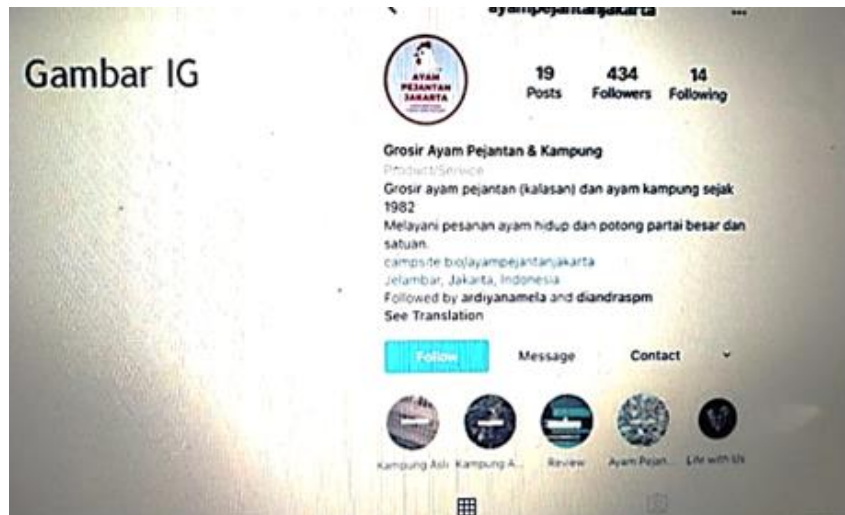 Gambar IG
ayampejantanjakarta
AYAM
PEJANTAN
JAKARTA
19 434 14
Posts Followers Following
Grosir Ayam Pejantan & Kampung
Product/Service
Grosir ayam pejantan (kalasan) dan ayam kampung sejak
1982
Melayani pesanan ayam hidup dan potong partai besar dan
satuan.
campsite.bio/ayampejantanjakarta
Jelambar, Jakarta, Indonesia
Followed by ardiyanamela and diandraspm
See Translation
Follow Message Contact
Kampung Asli Kampung A... Review Ayam Pejan... Life with Us